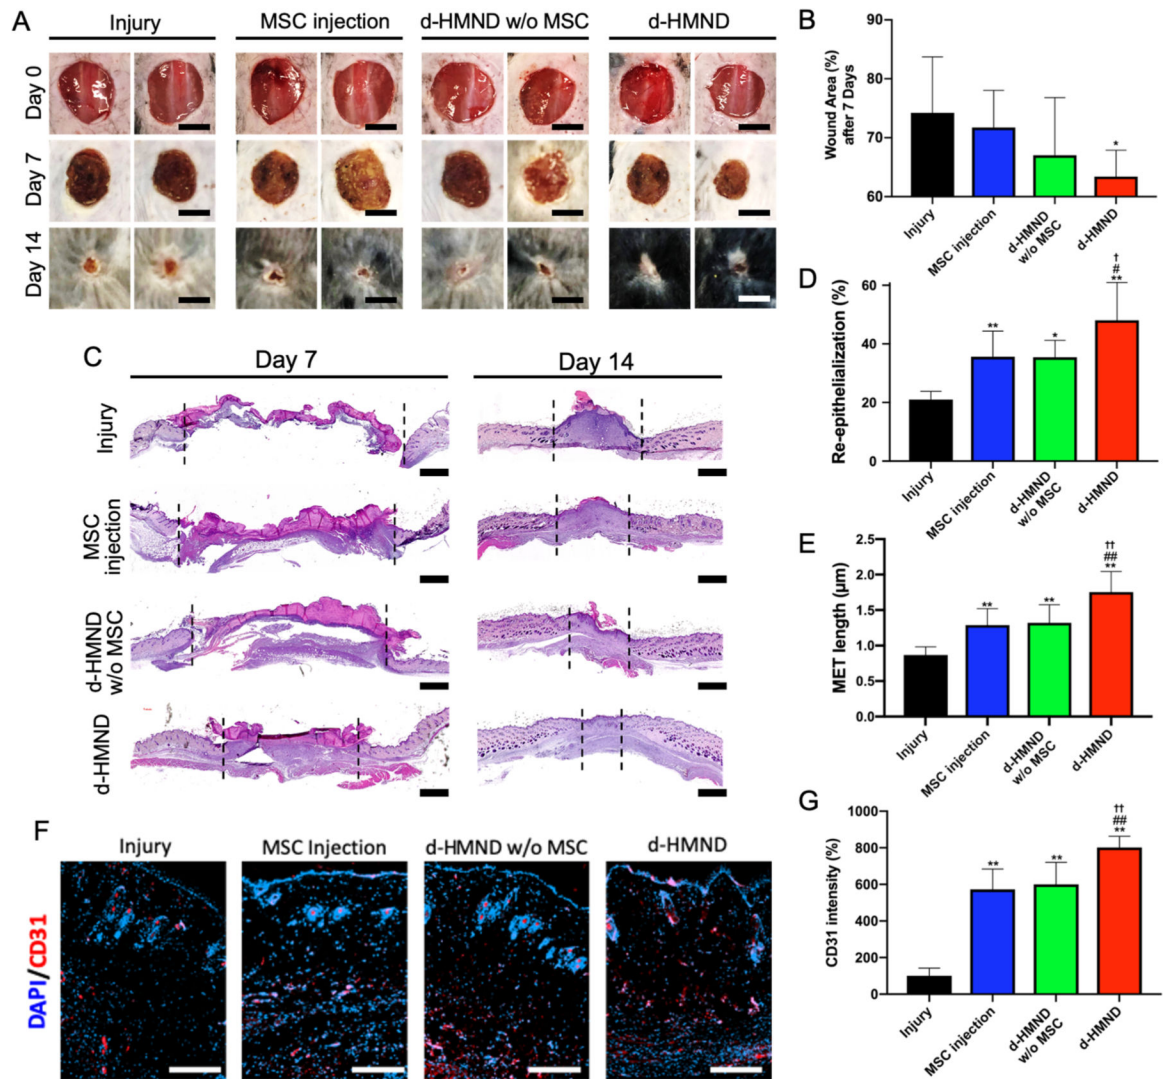 A
Injury
MSC injection
d-HMND w/o MSC
d-HMND
Day 0
Day 7
Day 14
B
Wound Area (%)
after 7 Days
90
80
70
60
Injury
MSC injection
d-HMND
w/o MSC
d-HMND
*
C
Day 7
Day 14
Injury
MSC
injection
d-HMND
w/o MSC
d-HMND
D
Re-epithelialization (%)
60
40
20
0
Injury
MSC injection
d-HMND
w/o MSC
d-HMND
**
*
†
#
**
E
MET length (μm)
2.5
2.0
1.5
1.0
0.5
0.0
Injury
MSC injection
d-HMND
w/o MSC
d-HMND
**
**
††
##
**
F
Injury
MSC Injection
d-HMND w/o MSC
d-HMND
DAPI/CD31
G
CD31 intensity (%)
1000
800
600
400
200
0
Injury
MSC injection
d-HMND
w/o MSC
d-HMND
**
**
††
##
**